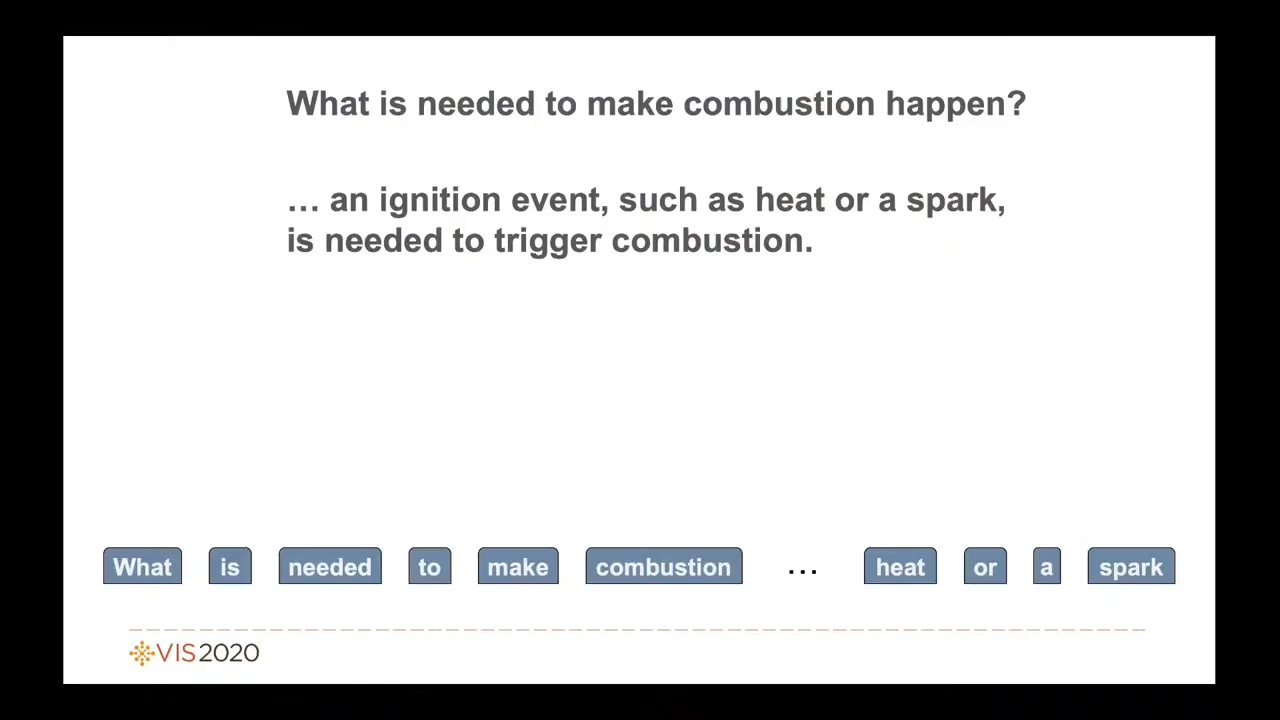 What is needed to make combustion happen?
… an ignition event, such as heat or a spark,
is needed to trigger combustion.
What is needed to make combustion … heat or a spark
VIS2020